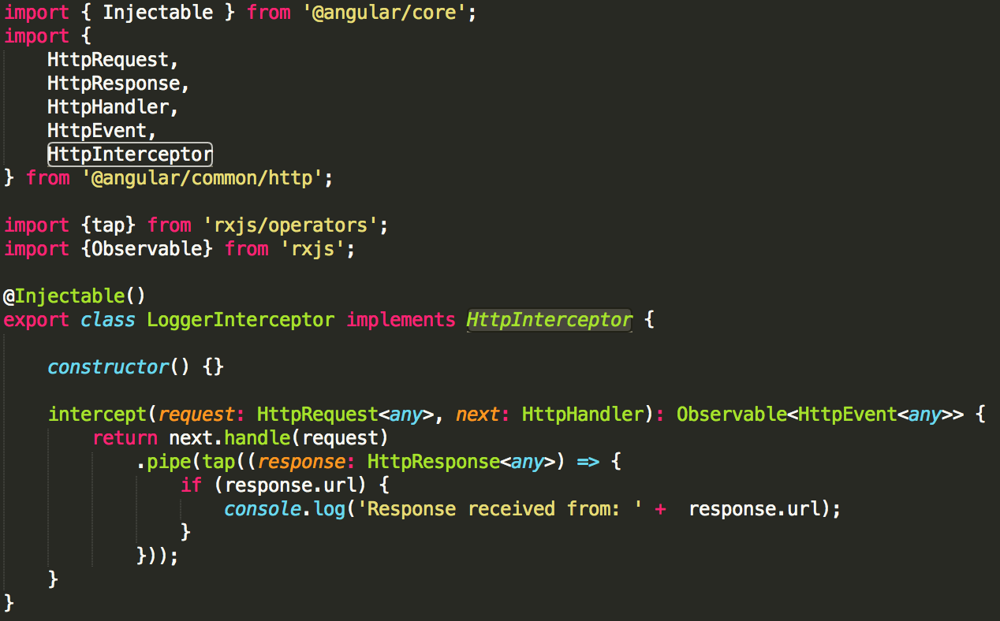 import { Injectable } from '@angular/core';
import {
    HttpRequest,
    HttpResponse,
    HttpHandler,
    HttpEvent,
    HttpInterceptor
} from '@angular/common/http';

import {tap} from 'rxjs/operators';
import {Observable} from 'rxjs';

@Injectable()
export class LoggerInterceptor implements HttpInterceptor {

    constructor() {}

    intercept(request: HttpRequest<any>, next: HttpHandler): Observable<HttpEvent<any>> {
        return next.handle(request)
            .pipe(tap((response: HttpResponse<any>) => {
                if (response.url) {
                    console.log('Response received from: ' +  response.url);
                }
            }));
    }
}